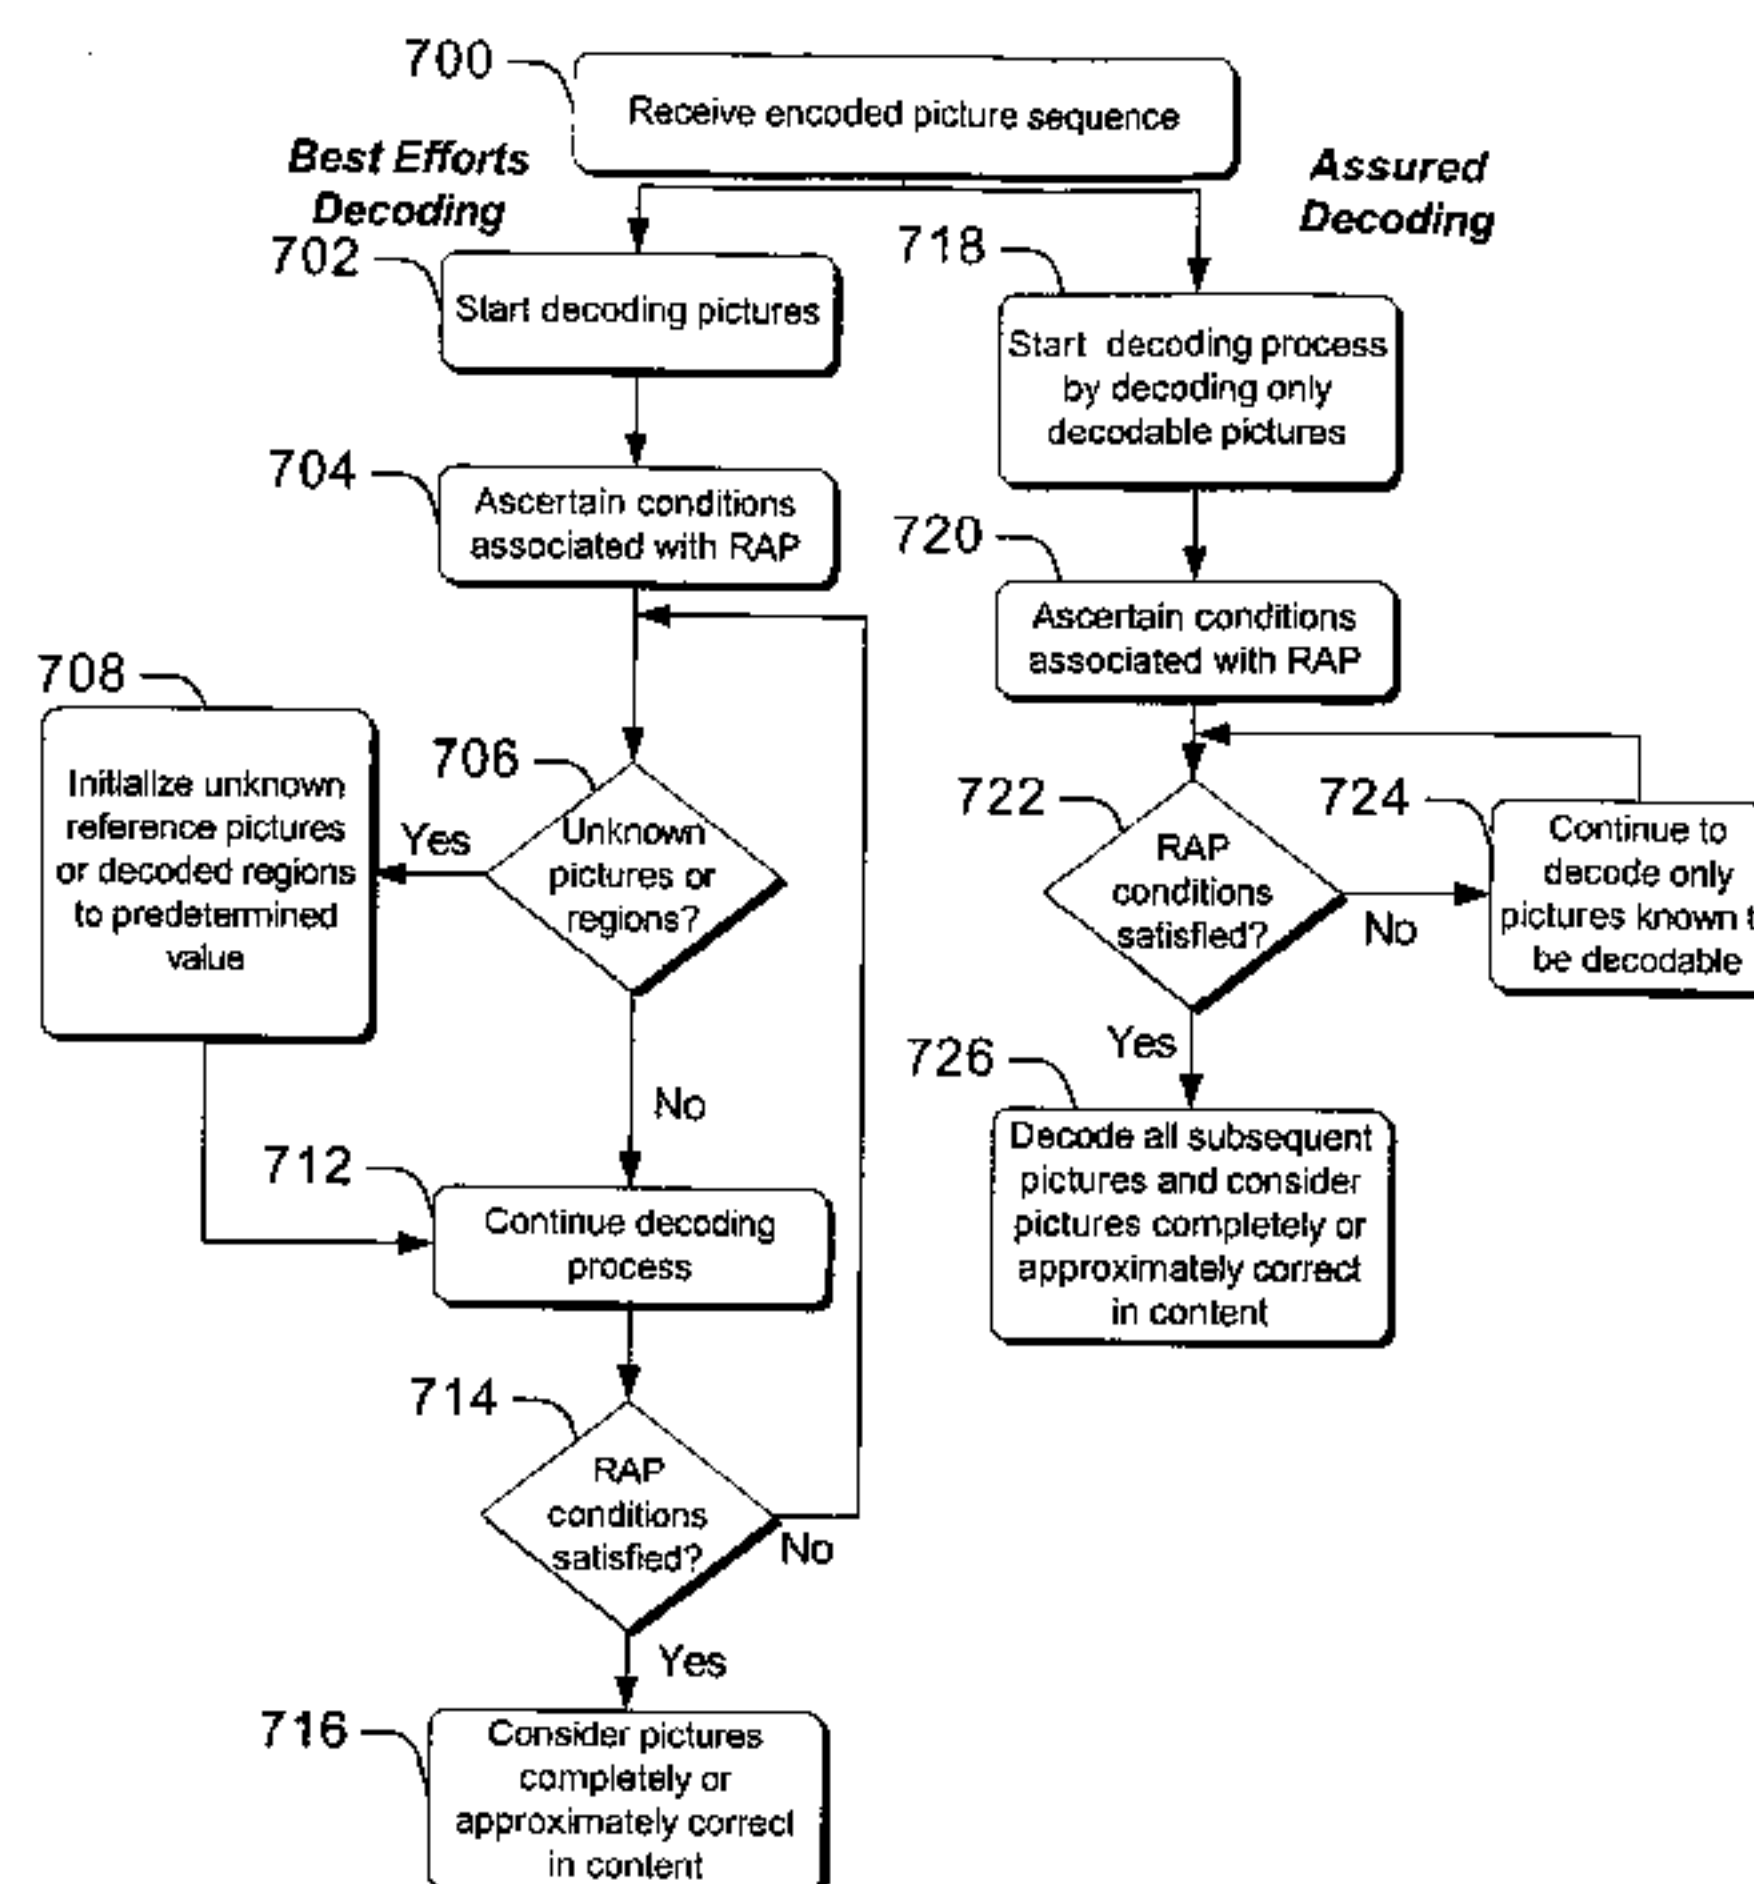 700
Receive encoded picture sequence
Best Efforts
Decoding
Assured
Decoding
702
Start decoding pictures
704
Ascertain conditions
associated with RAP
706
Unknown
pictures or
regions?
Yes
708
Initialize unknown
reference pictures
or decoded regions
to predetermined
value
No
712
Continue decoding
process
714
RAP
conditions
satisfied?
No
Yes
716
Consider pictures
completely or
approximately correct
in content
718
Start decoding process
by decoding only
decodable pictures
720
Ascertain conditions
associated with RAP
722
RAP
conditions
satisfied?
No
724
Continue to
decode only
pictures known
be decodable
Yes
726
Decode all subsequent
pictures and consider
pictures completely or
approximately correct
in content